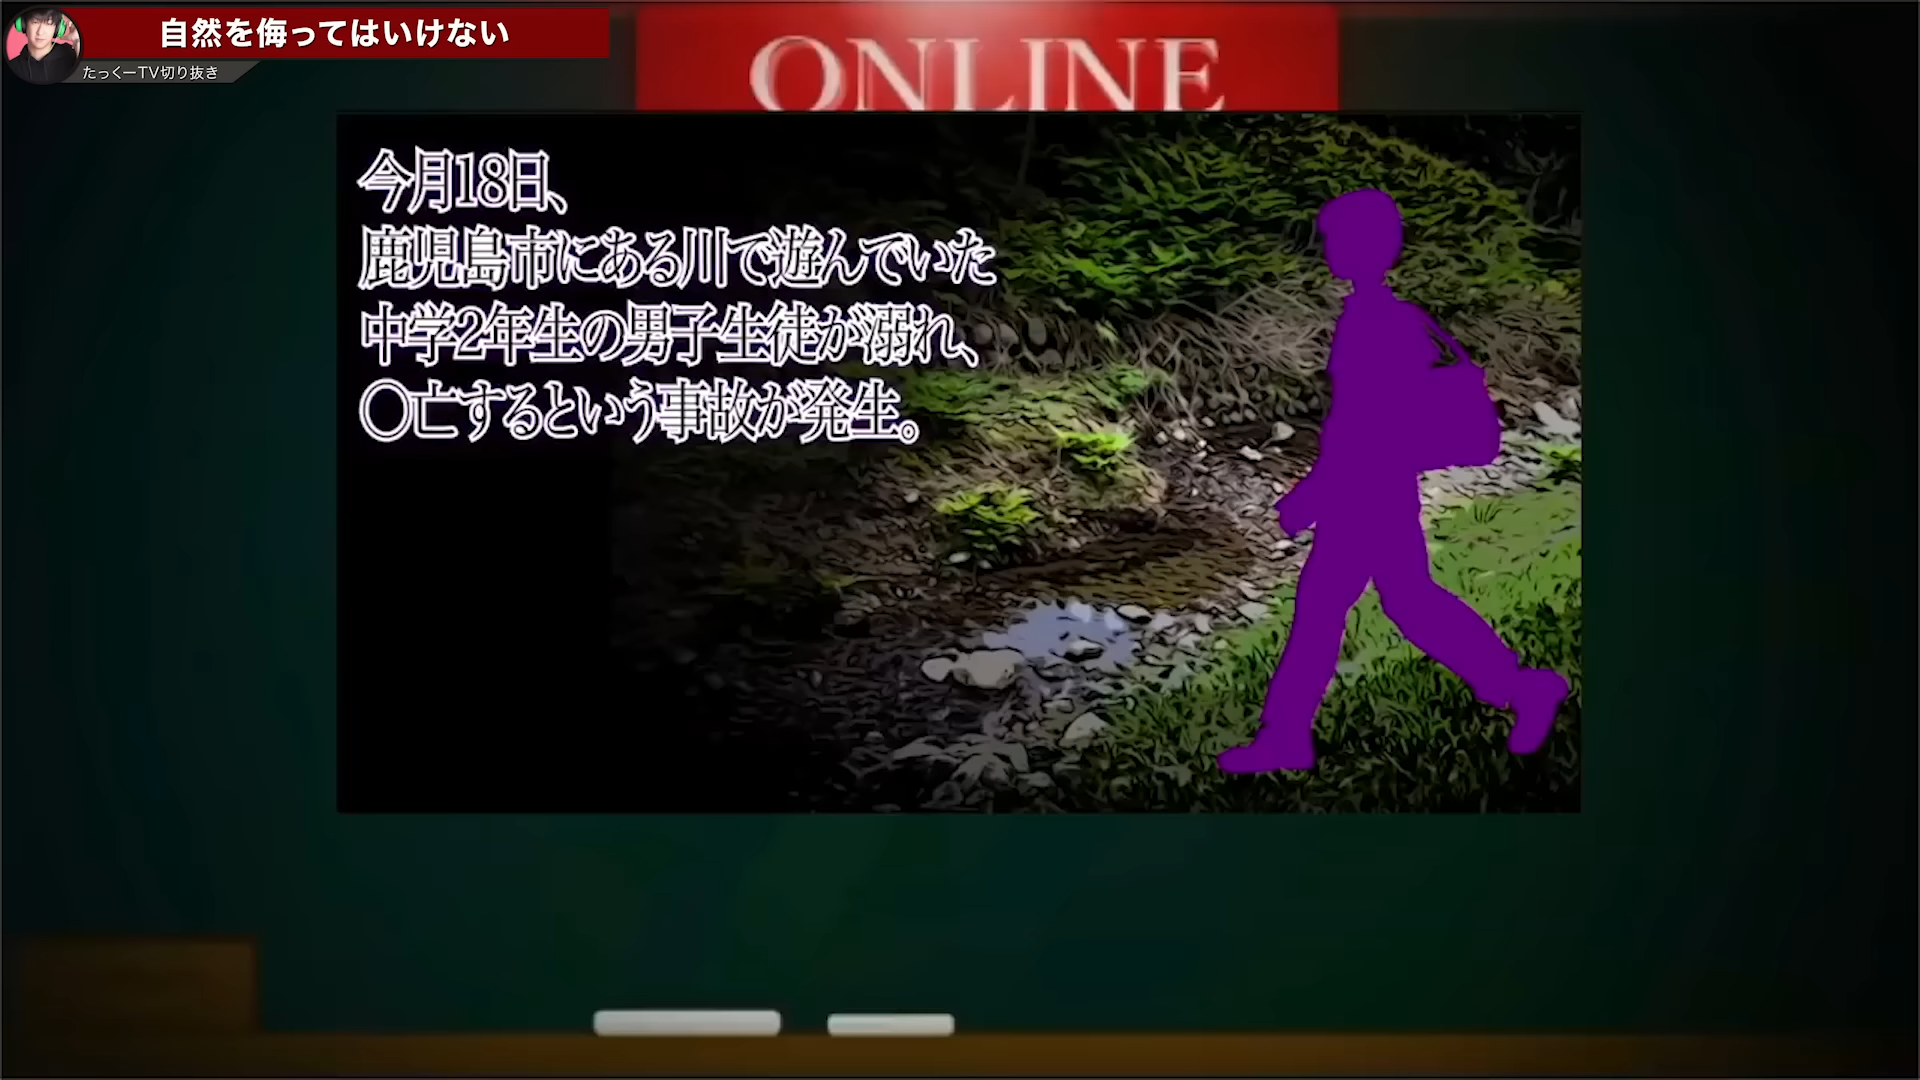 自然を侮ってはいけない
たっくーTV切り抜き
ONLINE
今月18日、
鹿児島市にある川で遊んでいた
中学2年生の男子生徒が溺れ、
〇亡するという事故が発生。